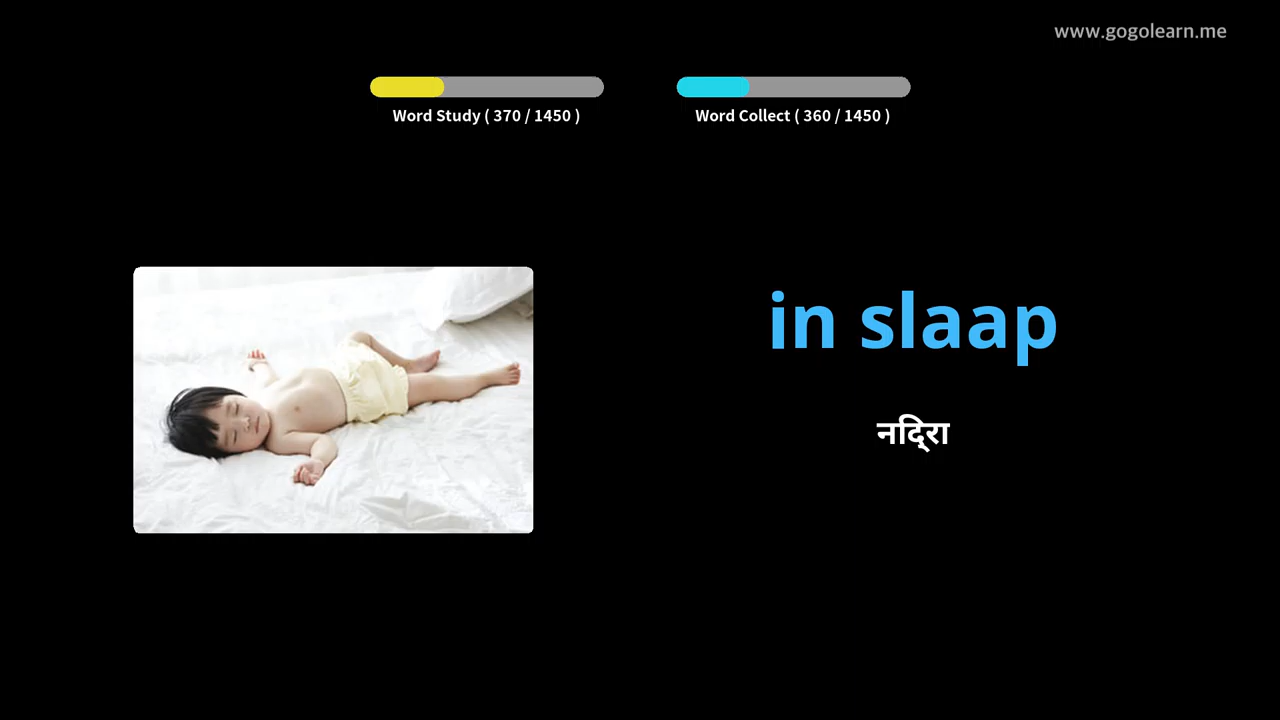 www.gogolearn.me
Word Study ( 370 / 1450 )
Word Collect ( 360 / 1450 )
in slaap
नदि्रा